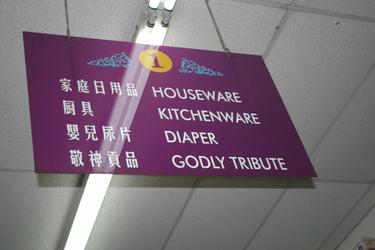 1
家庭日用品 HOUSEWARE
厨具 KITCHENWARE
嬰兒尿片 DIAPER
敬神貢品 GODLY TRIBUTE